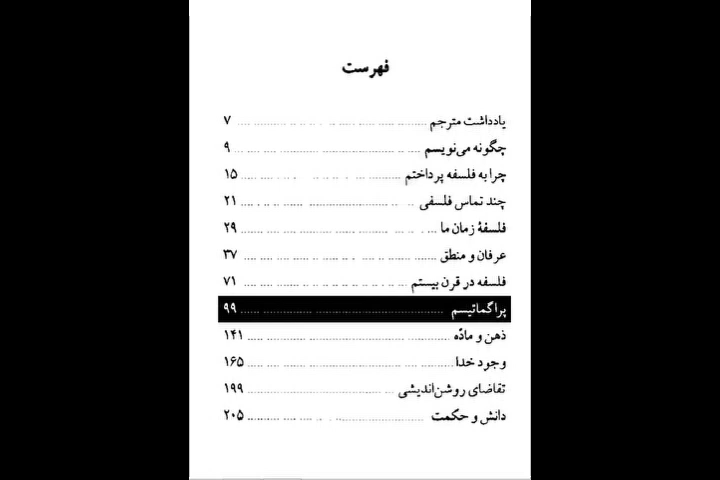 فهرست
یادداشت مترجم ۷
چگونه می‌نویسم ۹
چرا به فلسفه پرداختم ۱۵
چند تماس فلسفی ۲۱
فلسفهٔ زمان ما ۲۹
عرفان و منطق ۳۷
فلسفه در قرن بیستم ۷۱
پراگماتیسم ۹۹
ذهن و مادّه ۱۴۱
وجود خدا ۱۶۵
تقاضای روشن‌اندیشی ۱۹۹
دانش و حکمت ۲۰۵